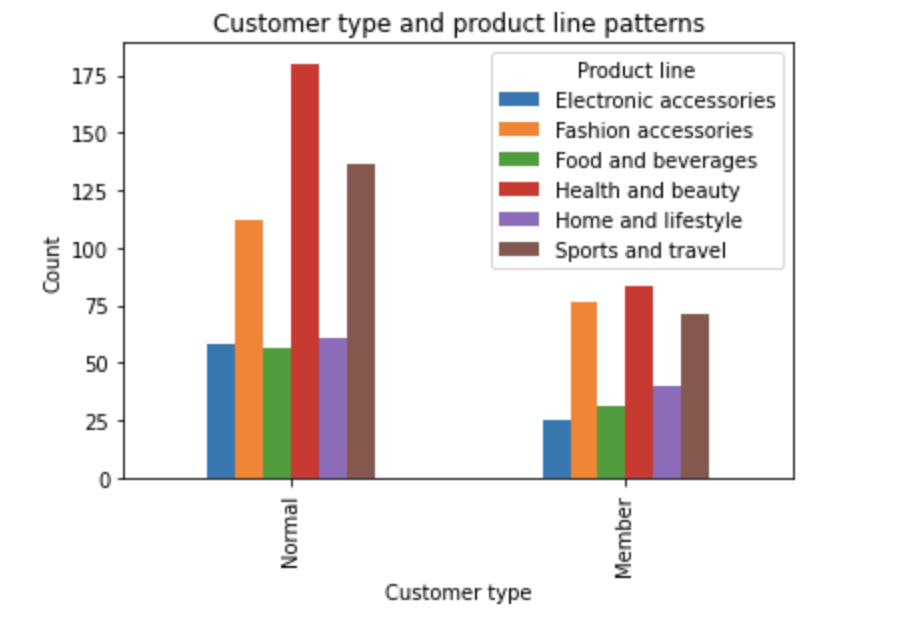 Customer type and product line patterns
Product line
Electronic accessories
Fashion accessories
Food and beverages
Health and beauty
Home and lifestyle
Sports and travel
175
150
125
100
75
50
25
0
Count
Normal
Member
Customer type